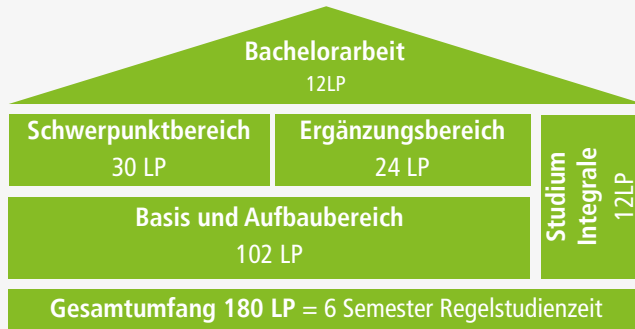 Bachelorarbeit
12LP
Schwerpunktbereich
30 LP
Ergänzungsbereich
24 LP
Studium
Integrale
12LP
Basis und Aufbaubereich
102 LP
Gesamtumfang 180 LP = 6 Semester Regelstudienzeit